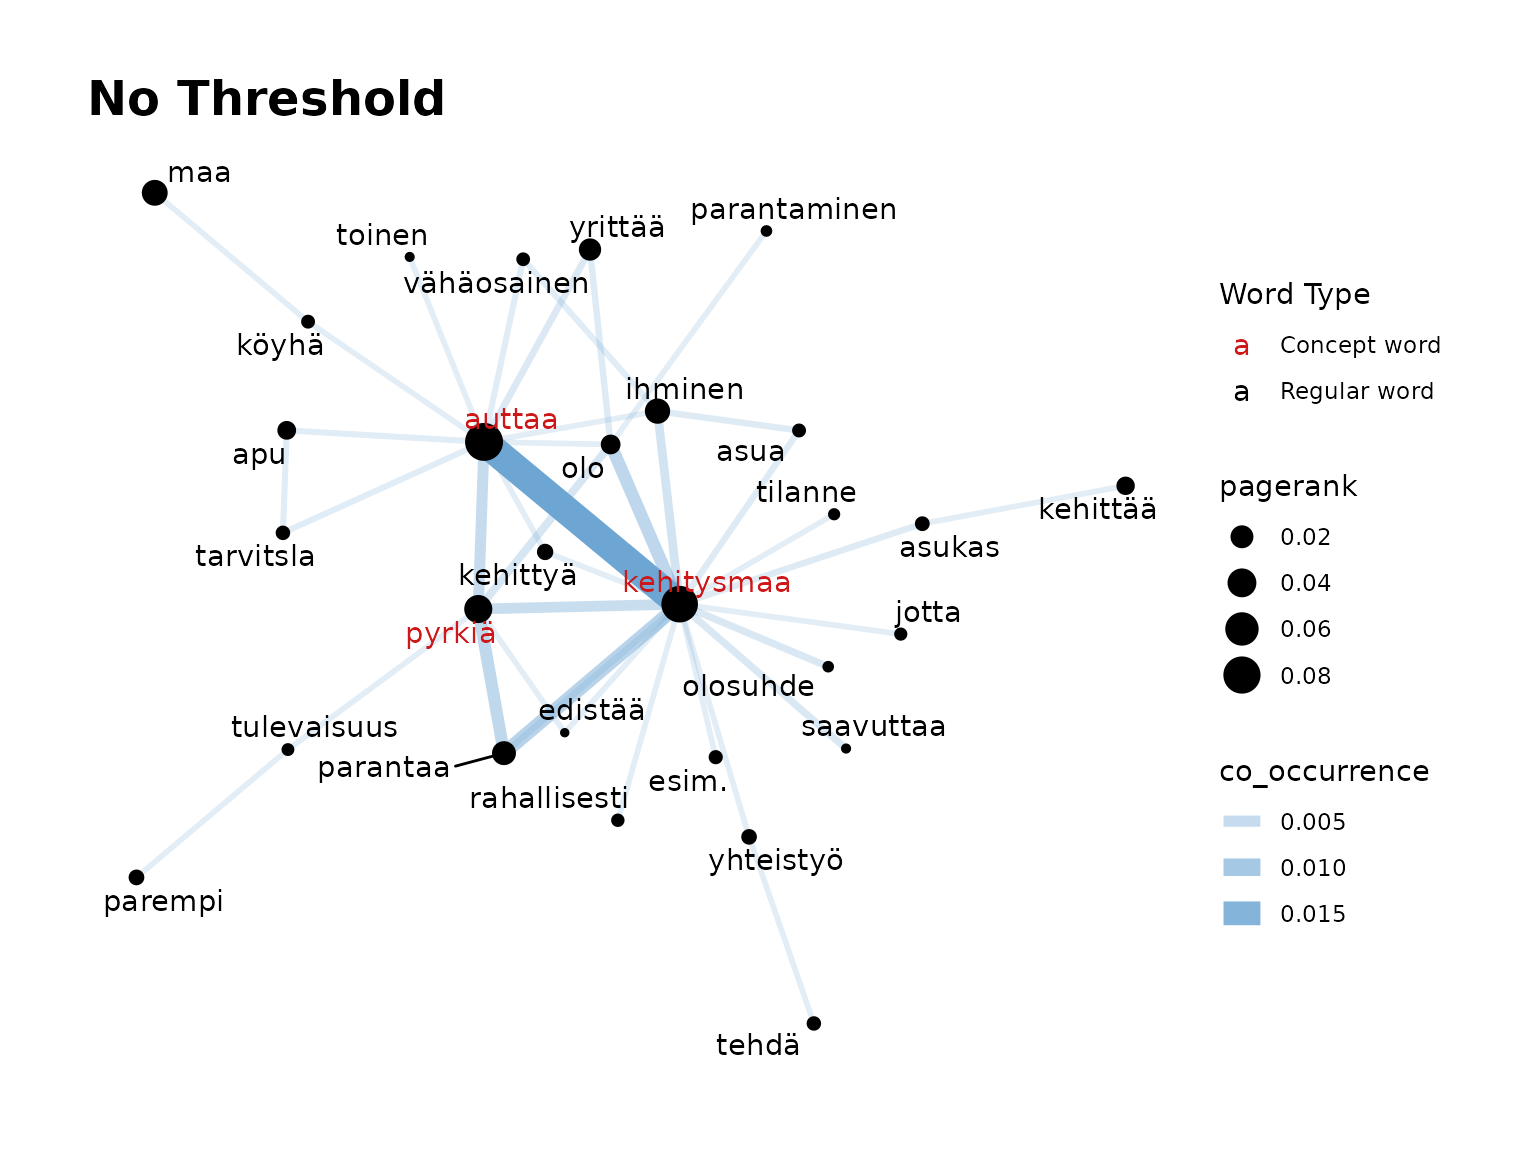 No Threshold
maa
toinen
yrittää
parantaminen
vähäosainen
köyhä
ihminen
auttaa
apu
olo
asua
tilanne
kehittää
tarvitsla
asukas
kehittyä
kehitysmaa
pyrkiä
jotta
olosuhde
edistää
tulevaisuus
saavuttaa
parantaa
esim.
rahallisesti
yhteistyö
parempi
tehdä
Word Type
a Concept word
a Regular word
pagerank
0.02
0.04
0.06
0.08
co_occurrence
0.005
0.010
0.015